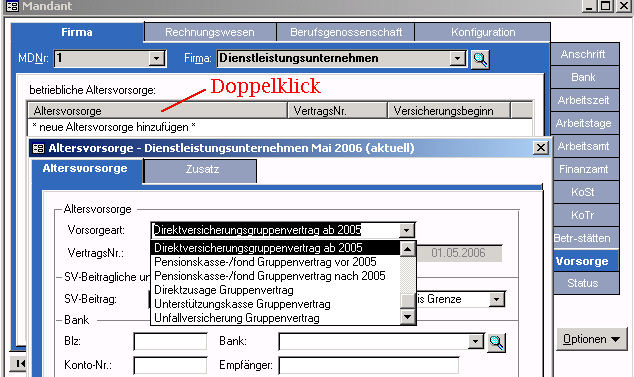 Mandant
Firma Rechnungswesen Berufsgenossenschaft Konfiguration
MDNr: 1 Firma: Dienstleistungsunternehmen
Anschrift
Bank
Arbeitszeit
Arbeitstage
Arbeitsamt
Finanzamt
KoSt
KoTr
Betr-stätten
Vorsorge
Status
Optionen
betriebliche Altersvorsorge:
Doppelklick
Altersvorsorge VertragsNr. Versicherungsbeginn
* neue Altersvorsorge hinzufügen *
Altersvorsorge - Dienstleistungsunternehmen Mai 2006 (aktuell)
Altersvorsorge Zusatz
Altersvorsorge
Vorsorgeart: Direktversicherungsgruppenvertrag ab 2005
Direktversicherungsgruppenvertrag ab 2005
Pensionskasse-/fond Gruppenvertrag vor 2005
Pensionskasse-/fond Gruppenvertrag nach 2005
Direktzusage Gruppenvertrag
Unterstützungskasse Gruppenvertrag
Unfallversicherung Gruppenvertrag
VertragsNr.: 01.05.2006
SV-Beitragliche
SV-Beitrag: Grenze
Bank
Blz: Bank:
Konto-Nr.: Empfänger: